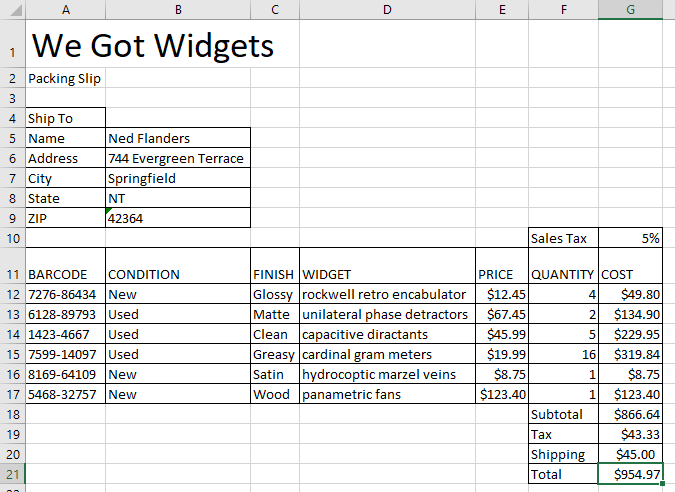 A B C D E F G
1 We Got Widgets
2 Packing Slip
3
4 Ship To
5 Name Ned Flanders
6 Address 744 Evergreen Terrace
7 City Springfield
8 State NT
9 ZIP 42364
10 Sales Tax 5%
11 BARCODE CONDITION FINISH WIDGET PRICE QUANTITY COST
12 7276-86434 New Glossy rockwell retro encabulator $12.45 4 $49.80
13 6128-89793 Used Matte unilateral phase detractors $67.45 2 $134.90
14 1423-4667 Used Clean capacitive diractants $45.99 5 $229.95
15 7599-14097 Used Greasy cardinal gram meters $19.99 16 $319.84
16 8169-64109 New Satin hydrocoptic marzel veins $8.75 1 $8.75
17 5468-32757 New Wood panametric fans $123.40 1 $123.40
18 Subtotal $866.64
19 Tax $43.33
20 Shipping $45.00
21 Total $954.97